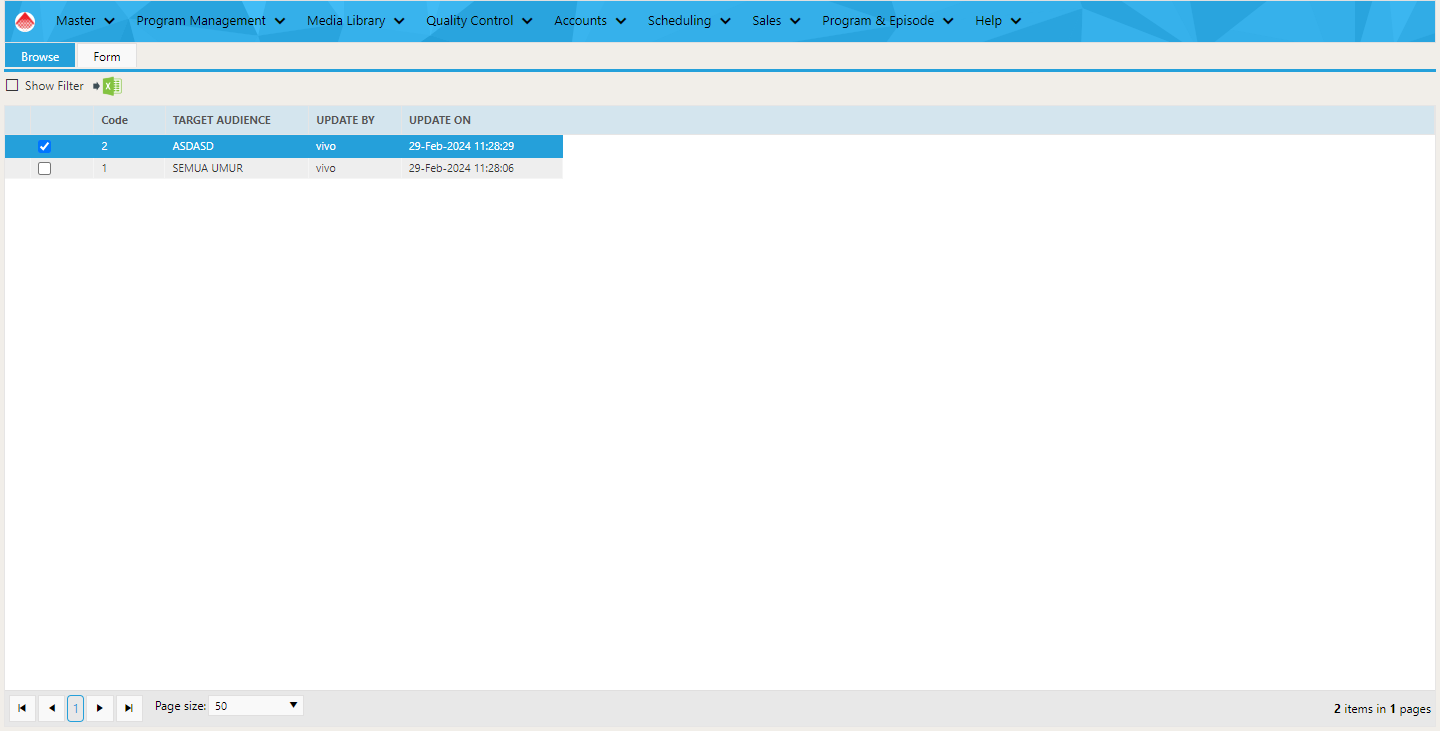 Master Program Management Media Library Quality Control Accounts Scheduling Sales Program & Episode Help
Browse Form
Show Filter
Code TARGET AUDIENCE UPDATE BY UPDATE ON
2 ASDASD vivo 29-Feb-2024 11:28:29
1 SEMUA UMUR vivo 29-Feb-2024 11:28:06
1 Page size: 50 2 items in 1 pages